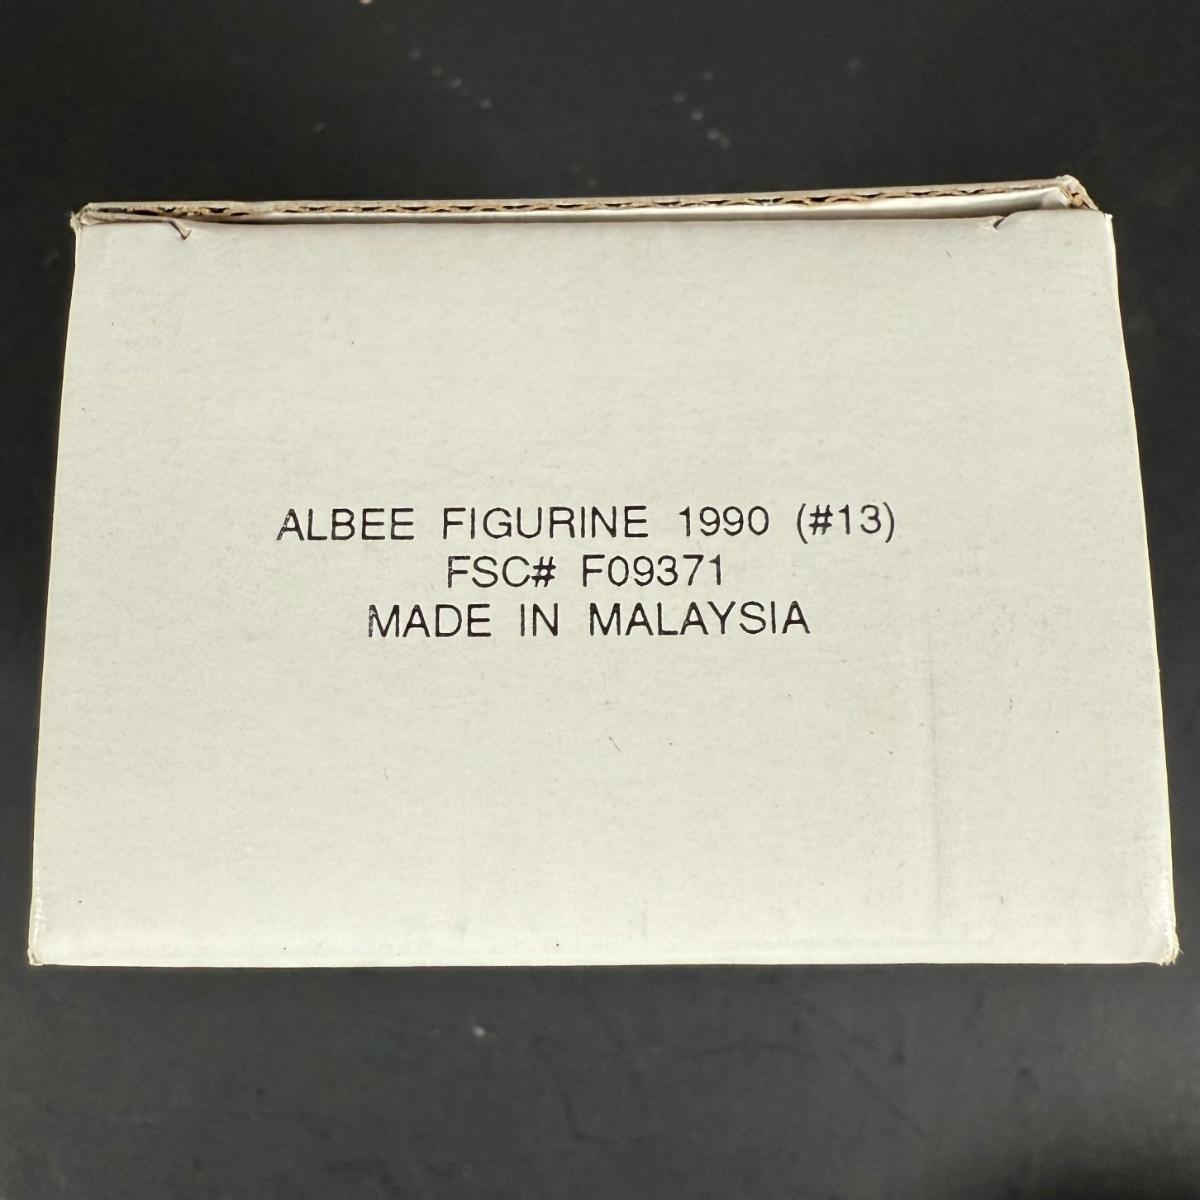 ALBEE FIGURINE 1990 (#13)
FSC# F09371
MADE IN MALAYSIA